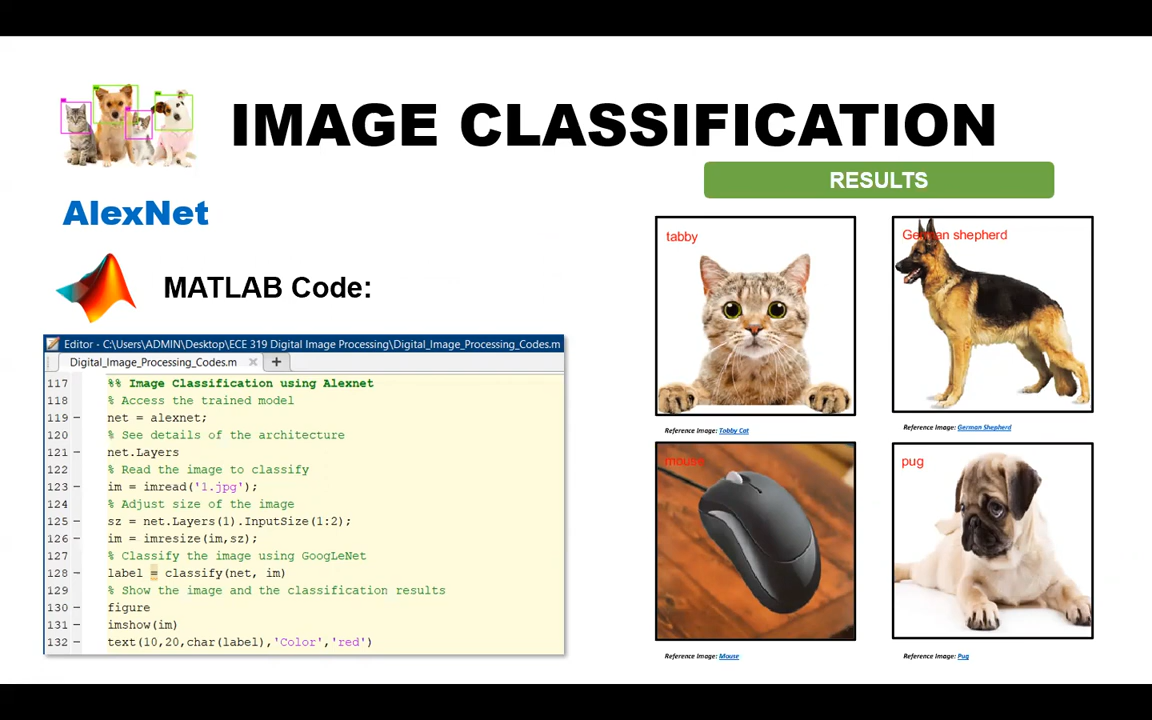 IMAGE CLASSIFICATION
RESULTS
AlexNet
MATLAB Code:
Editor - C:\Users\ADMIN\Desktop\ECE 319 Digital Image Processing\Digital_Image_Processing_Codes.m
Digital_Image_Processing_Codes.m × +
117 %% Image Classification using Alexnet
118 % Access the trained model
119 – net = alexnet;
120 % See details of the architecture
121 – net.Layers
122 % Read the image to classify
123 – im = imread('1.jpg');
124 % Adjust size of the image
125 – sz = net.Layers(1).InputSize(1:2);
126 – im = imresize(im,sz);
127 % Classify the image using GoogLeNet
128 – label = classify(net, im)
129 % Show the image and the classification results
130 – figure
131 – imshow(im)
132 – text(10,20,char(label),'Color','red')
tabby
Reference Image: Tobby Cat
German shepherd
Reference Image: German Shepherd
mouse
Reference Image: Mouse
pug
Reference Image: Pug